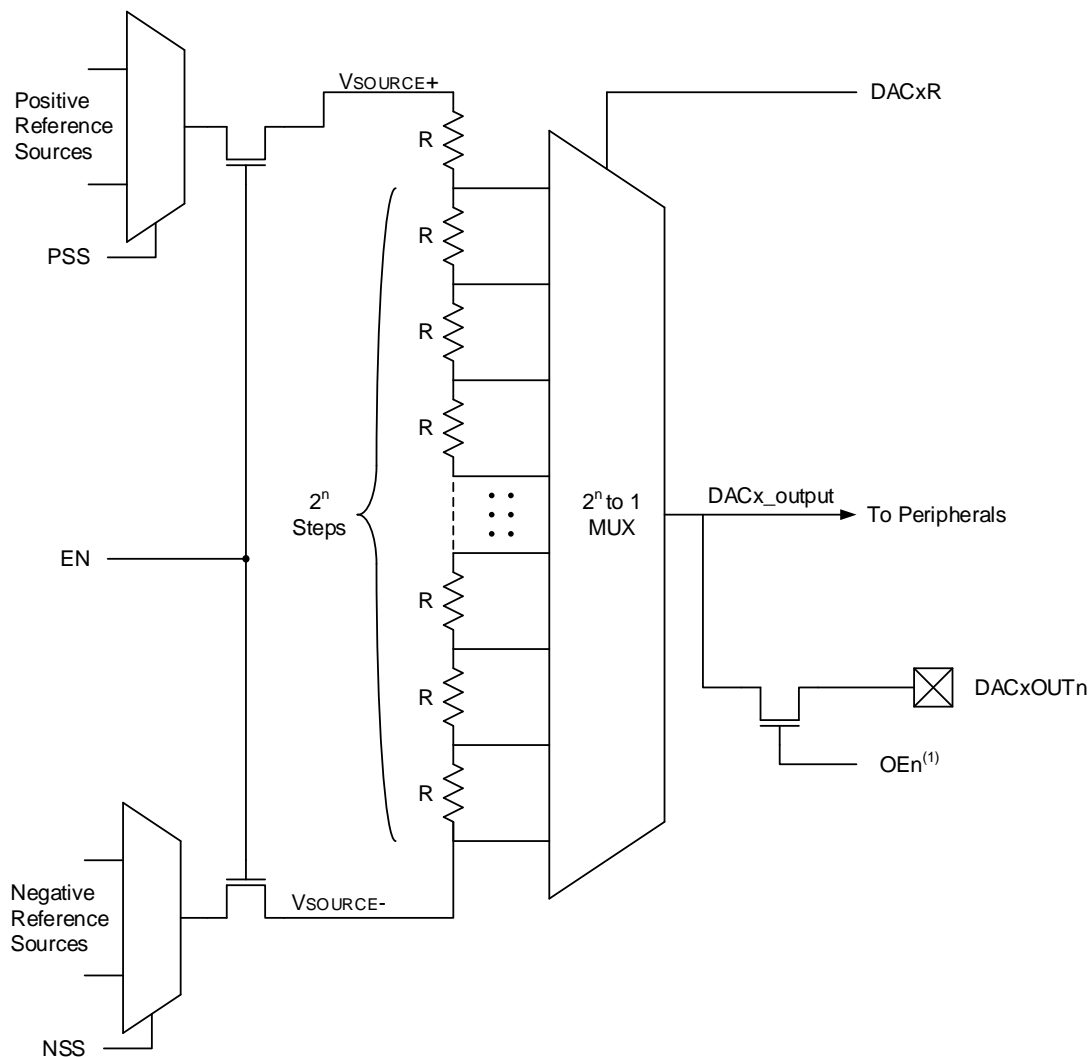 VSOURCE+
DACxR
Positive
Reference
Sources
R
PSS
R
R
R
2ⁿ
Steps
2ⁿ to 1
MUX
DACx_output
To Peripherals
EN
R
R
DACxOUTn
R
OEn⁽¹⁾
Negative
Reference
Sources
VSOURCE-
NSS